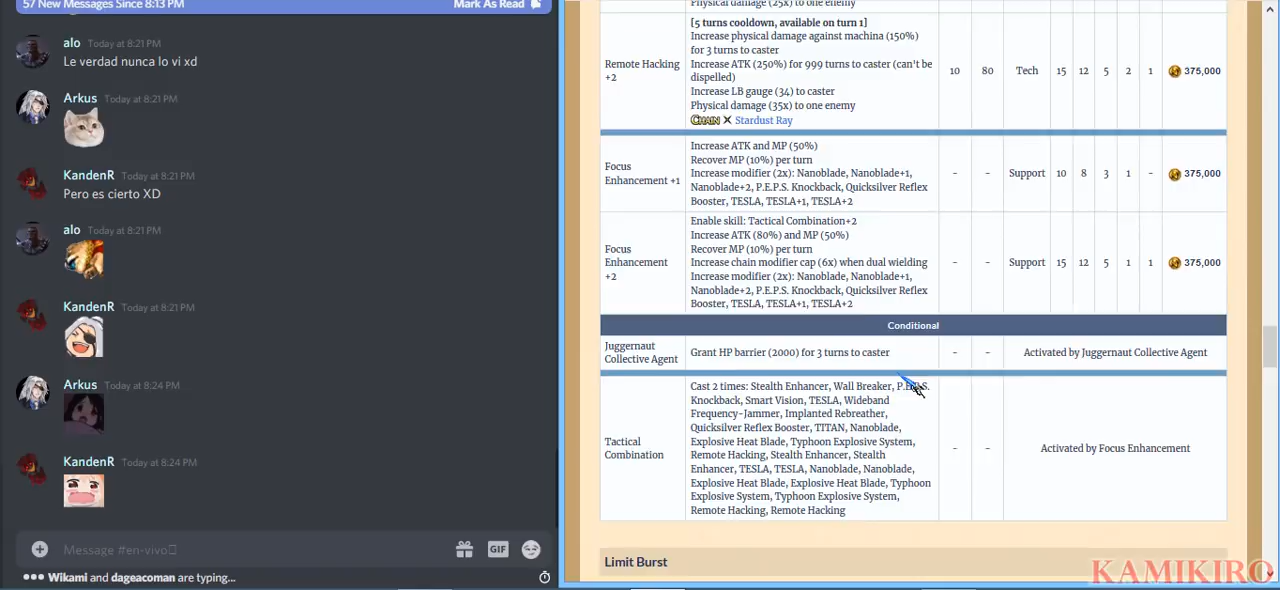 57 New Messages Since 8:13 PM
Mark As Read
alo Today at 8:21 PM
Le verdad nunca lo vi xd
Arkus Today at 8:21 PM
KandenR Today at 8:21 PM
Pero es cierto XD
alo Today at 8:21 PM
KandenR Today at 8:21 PM
Arkus Today at 8:24 PM
KandenR Today at 8:24 PM
Message #en-vivo
GIF
Wikami and dageacoman are typing...
Physical damage (25x) to one enemy
Remote Hacking +2
[5 turns cooldown, available on turn 1]
Increase physical damage against machina (150%)
for 3 turns to caster
Increase ATK (250%) for 999 turns to caster (can't be
dispelled)
Increase LB gauge (34) to caster
Physical damage (35x) to one enemy
CHAIN Stardust Ray
10 80 Tech 15 12 5 2 1 375,000
Focus
Enhancement +1
Increase ATK and MP (50%)
Recover MP (10%) per turn
Increase modifier (2x): Nanoblade, Nanoblade+1,
Nanoblade+2, P.E.P.S. Knockback, Quicksilver Reflex
Booster, TESLA, TESLA+1, TESLA+2
- - Support 10 8 3 1 - 375,000
Focus
Enhancement
+2
Enable skill: Tactical Combination+2
Increase ATK (80%) and MP (50%)
Recover MP (10%) per turn
Increase chain modifier cap (6x) when dual wielding
Increase modifier (2x): Nanoblade, Nanoblade+1,
Nanoblade+2, P.E.P.S. Knockback, Quicksilver Reflex
Booster, TESLA, TESLA+1, TESLA+2
- - Support 15 12 5 1 1 375,000
Conditional
Juggernaut
Collective Agent
Grant HP barrier (2000) for 3 turns to caster
- - Activated by Juggernaut Collective Agent
Tactical
Combination
Cast 2 times: Stealth Enhancer, Wall Breaker, P.E.P.S.
Knockback, Smart Vision, TESLA, Wideband
Frequency-Jammer, Implanted Rebreather,
Quicksilver Reflex Booster, TITAN, Nanoblade,
Explosive Heat Blade, Typhoon Explosive System,
Remote Hacking, Stealth Enhancer, Stealth
Enhancer, TESLA, TESLA, Nanoblade, Nanoblade,
Explosive Heat Blade, Explosive Heat Blade, Typhoon
Explosive System, Typhoon Explosive System,
Remote Hacking, Remote Hacking
- - Activated by Focus Enhancement
Limit Burst
KAMIKIRO